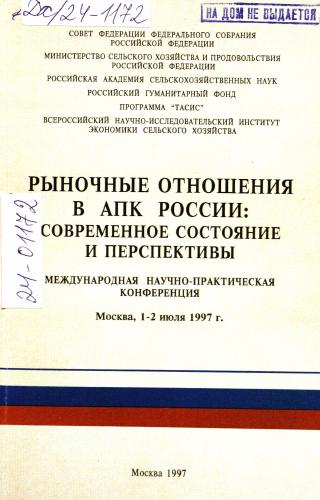 Дх/24-1172
НА ДОМ НЕ ВЫДАЕТСЯ
СОВЕТ ФЕДЕРАЦИИ ФЕДЕРАЛЬНОГО СОБРАНИЯ
РОССИЙСКОЙ ФЕДЕРАЦИИ
МИНИСТЕРСТВО СЕЛЬСКОГО ХОЗЯЙСТВА И ПРОДОВОЛЬСТВИЯ
РОССИЙСКОЙ ФЕДЕРАЦИИ
РОССИЙСКАЯ АКАДЕМИЯ СЕЛЬСКОХОЗЯЙСТВЕННЫХ НАУК
РОССИЙСКИЙ ГУМАНИТАРНЫЙ ФОНД
ПРОГРАММА "ТАСИС"
ВСЕРОССИЙСКИЙ НАУЧНО-ИССЛЕДОВАТЕЛЬСКИЙ ИНСТИТУТ
ЭКОНОМИКИ СЕЛЬСКОГО ХОЗЯЙСТВА
РЫНОЧНЫЕ ОТНОШЕНИЯ
В АПК РОССИИ:
СОВРЕМЕННОЕ СОСТОЯНИЕ
И ПЕРСПЕКТИВЫ
24-01172
МЕЖДУНАРОДНАЯ НАУЧНО-ПРАКТИЧЕСКАЯ
КОНФЕРЕНЦИЯ
Москва, 1-2 июля 1997 г.
Москва 1997